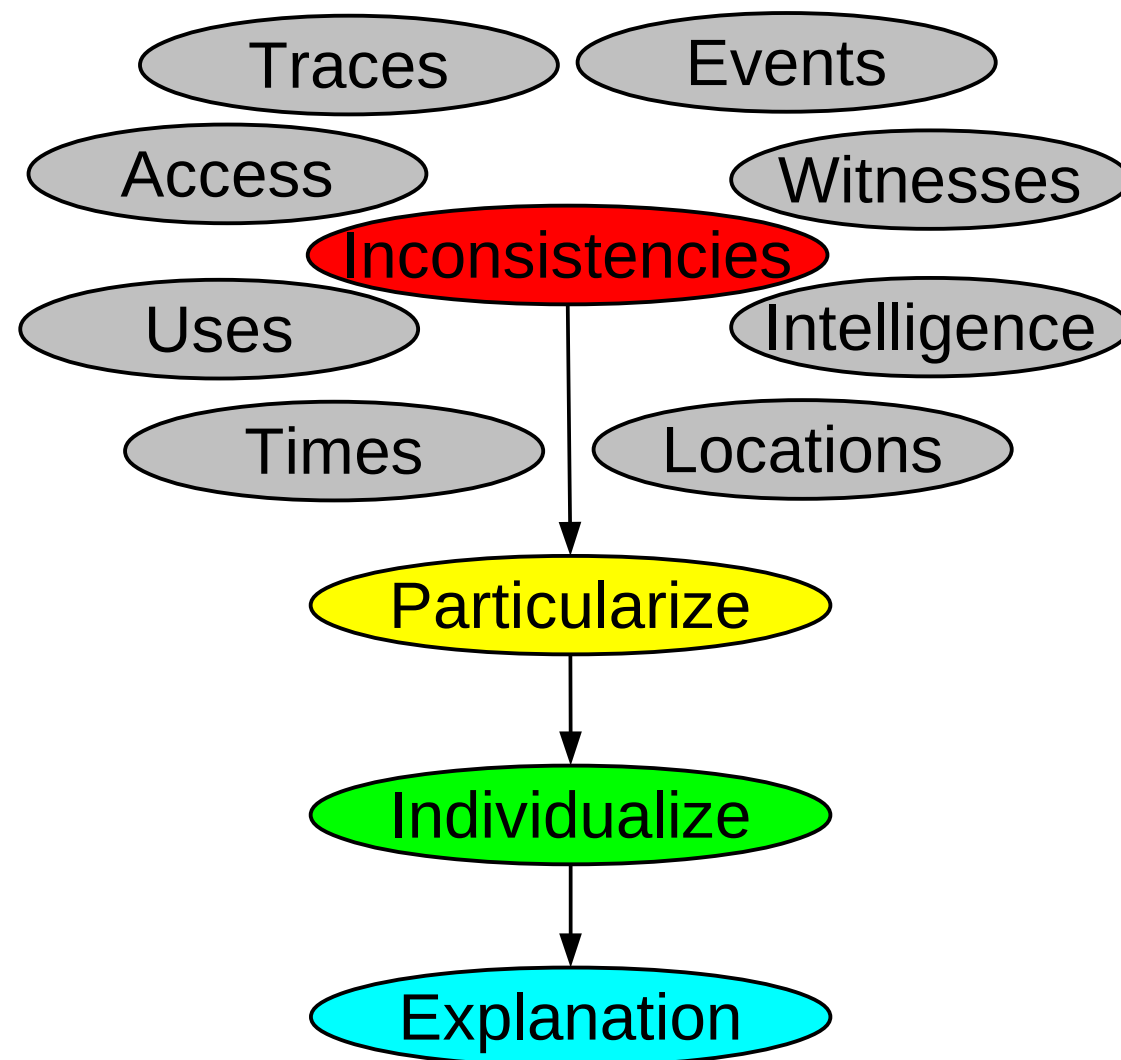 Traces
Events
Access
Witnesses
Inconsistencies
Uses
Intelligence
Times
Locations
Particularize
Individualize
Explanation